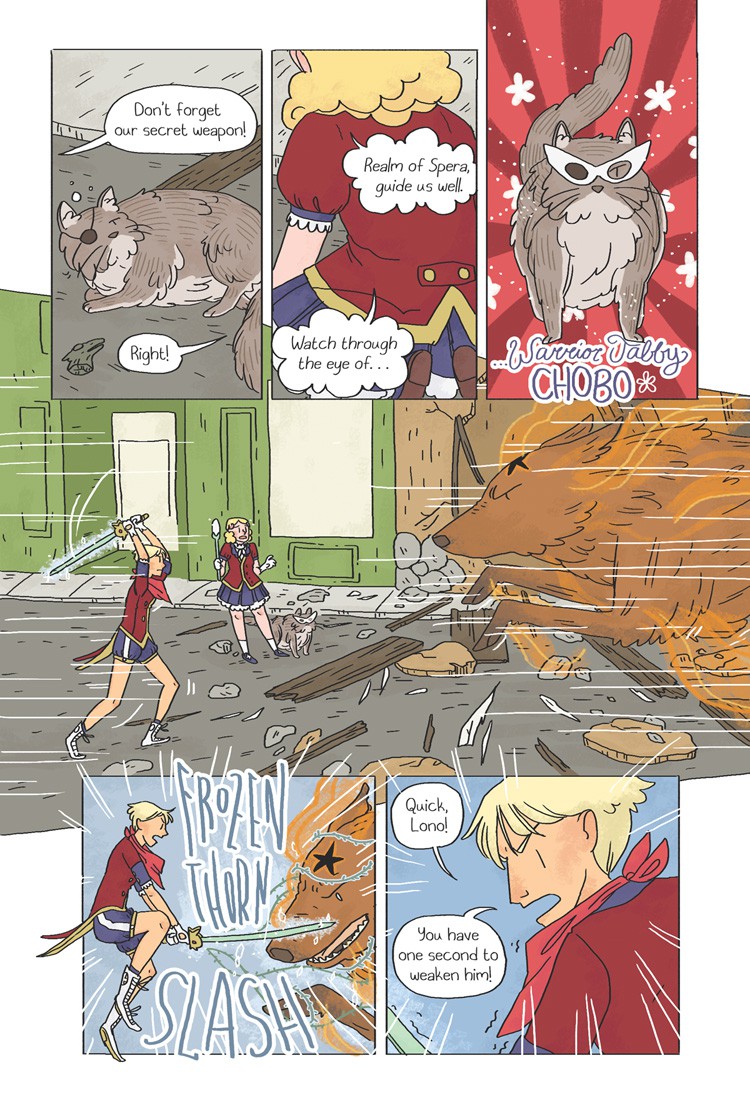 Don't forget
our secret weapon!
Right!
Realm of Spera,
guide us well.
Watch through
the eye of...
...Warrior Tabby
CHOBO
FROZEN
THORN
SLASH
Quick,
Lono!
You have
one second to
weaken him!